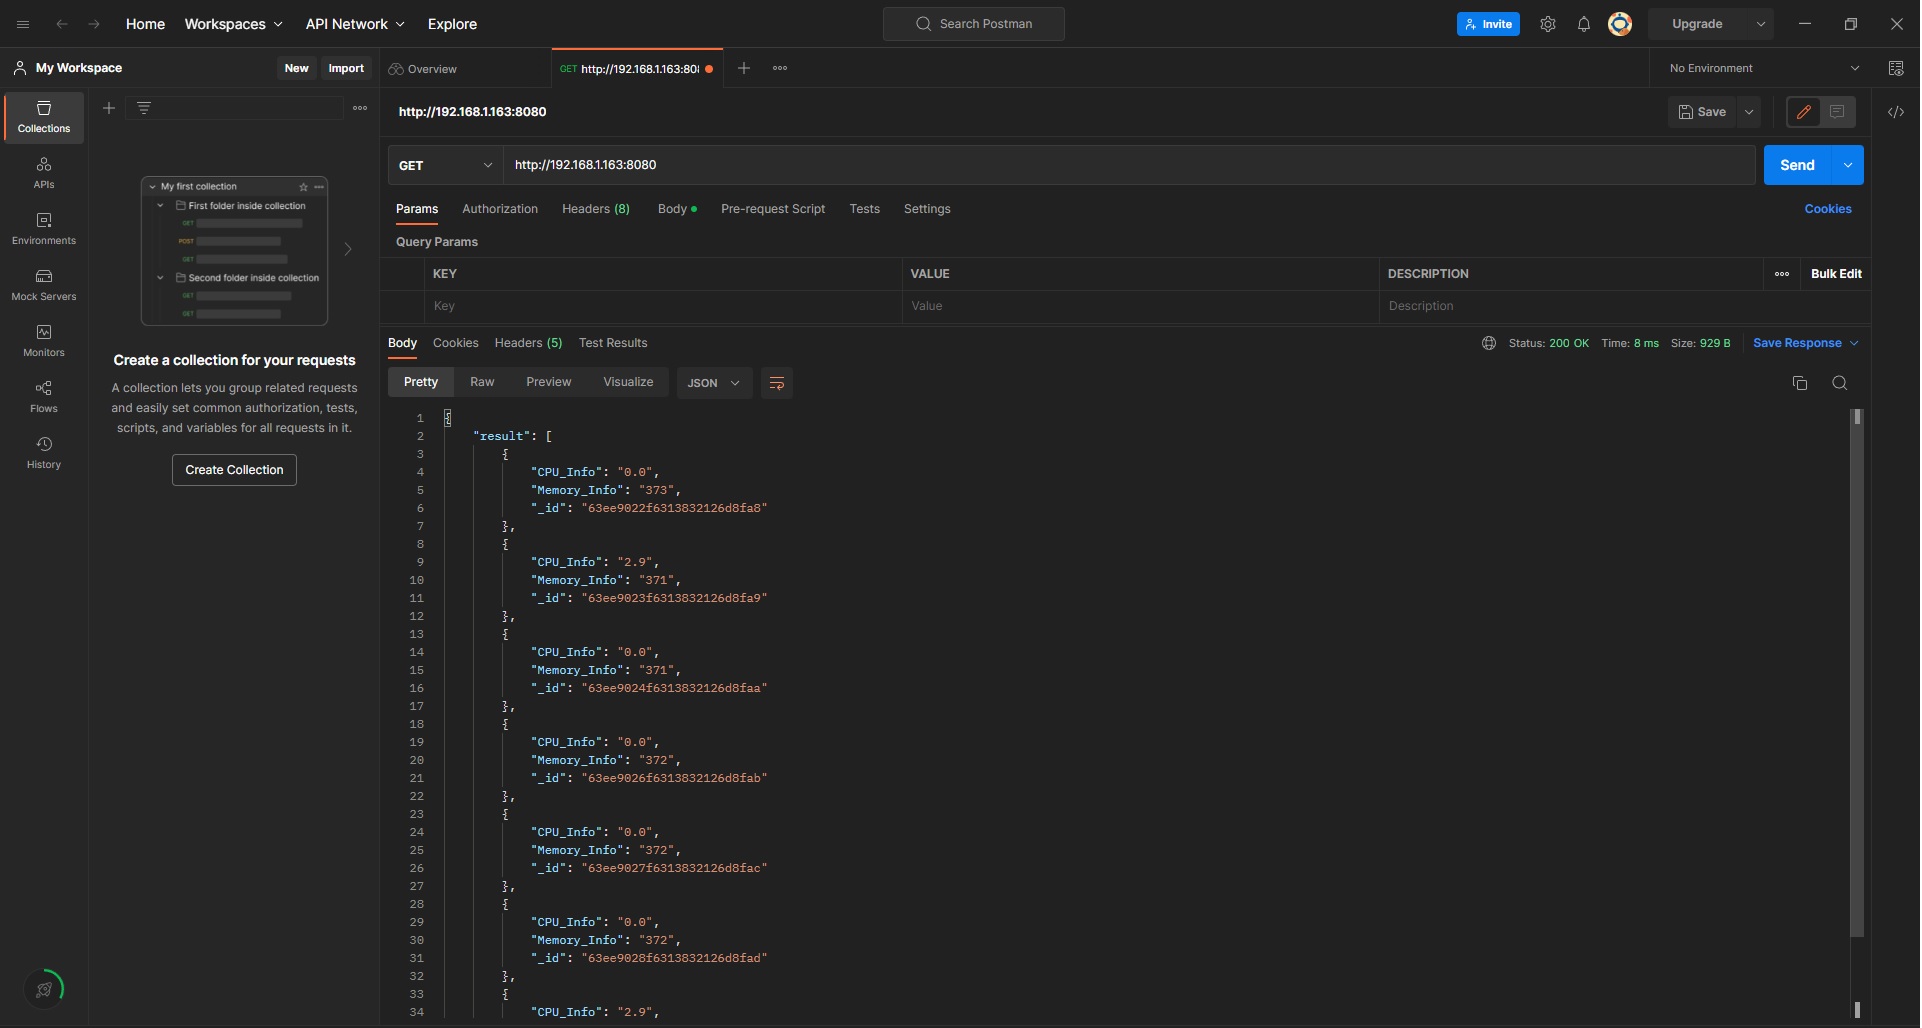 Home Workspaces API Network Explore Search Postman Invite Upgrade
My Workspace New Import Overview GET http://192.168.1.163:80 No Environment
Collections
APIs
Environments
Mock Servers
Monitors
Flows
History
My first collection
First folder inside collection
GET
POST
GET
Second folder inside collection
GET
GET
Create a collection for your requests
A collection lets you group related requests
and easily set common authorization, tests,
scripts, and variables for all requests in it.
Create Collection
http://192.168.1.163:8080 Save
GET http://192.168.1.163:8080 Send
Params Authorization Headers (8) Body Pre-request Script Tests Settings Cookies
Query Params
KEY VALUE DESCRIPTION Bulk Edit
Key Value Description
Body Cookies Headers (5) Test Results Status: 200 OK Time: 8 ms Size: 929 B Save Response
Pretty Raw Preview Visualize JSON
1 {
2 "result": [
3 {
4 "CPU_Info": "0.0",
5 "Memory_Info": "373",
6 "_id": "63ee9022f6313832126d8fa8"
7 },
8 {
9 "CPU_Info": "2.9",
10 "Memory_Info": "371",
11 "_id": "63ee9023f6313832126d8fa9"
12 },
13 {
14 "CPU_Info": "0.0",
15 "Memory_Info": "371",
16 "_id": "63ee9024f6313832126d8faa"
17 },
18 {
19 "CPU_Info": "0.0",
20 "Memory_Info": "372",
21 "_id": "63ee9026f6313832126d8fab"
22 },
23 {
24 "CPU_Info": "0.0",
25 "Memory_Info": "372",
26 "_id": "63ee9027f6313832126d8fac"
27 },
28 {
29 "CPU_Info": "0.0",
30 "Memory_Info": "372",
31 "_id": "63ee9028f6313832126d8fad"
32 },
33 {
34 "CPU_Info": "2.9",